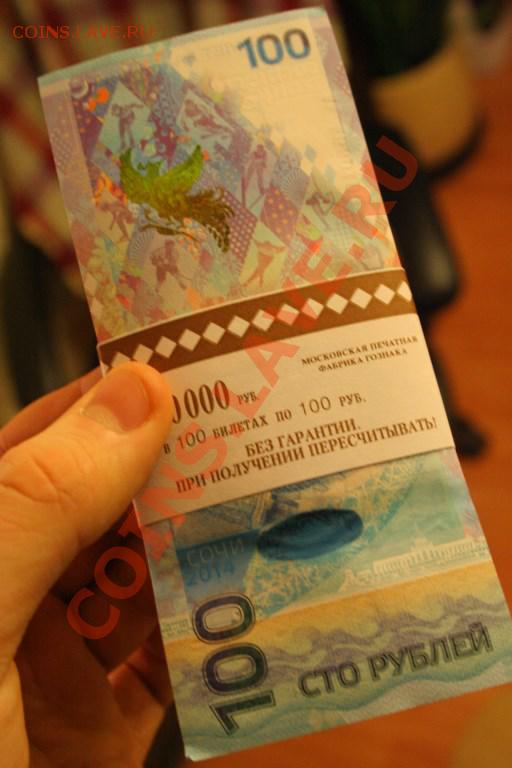 COINS.LAVE.RU
100
МОСКОВСКАЯ ПЕЧАТНАЯ
ФАБРИКА ГОЗНАКА
0000 РУБ.
В 100 БИЛЕТАХ ПО 100 РУБ.
БЕЗ ГАРАНТИИ.
ПРИ ПОЛУЧЕНИИ ПЕРЕСЧИТЫВАТЬ!
COINS.LAVE.RU
СОЧИ
2014
100
СТО РУБЛЕЙ